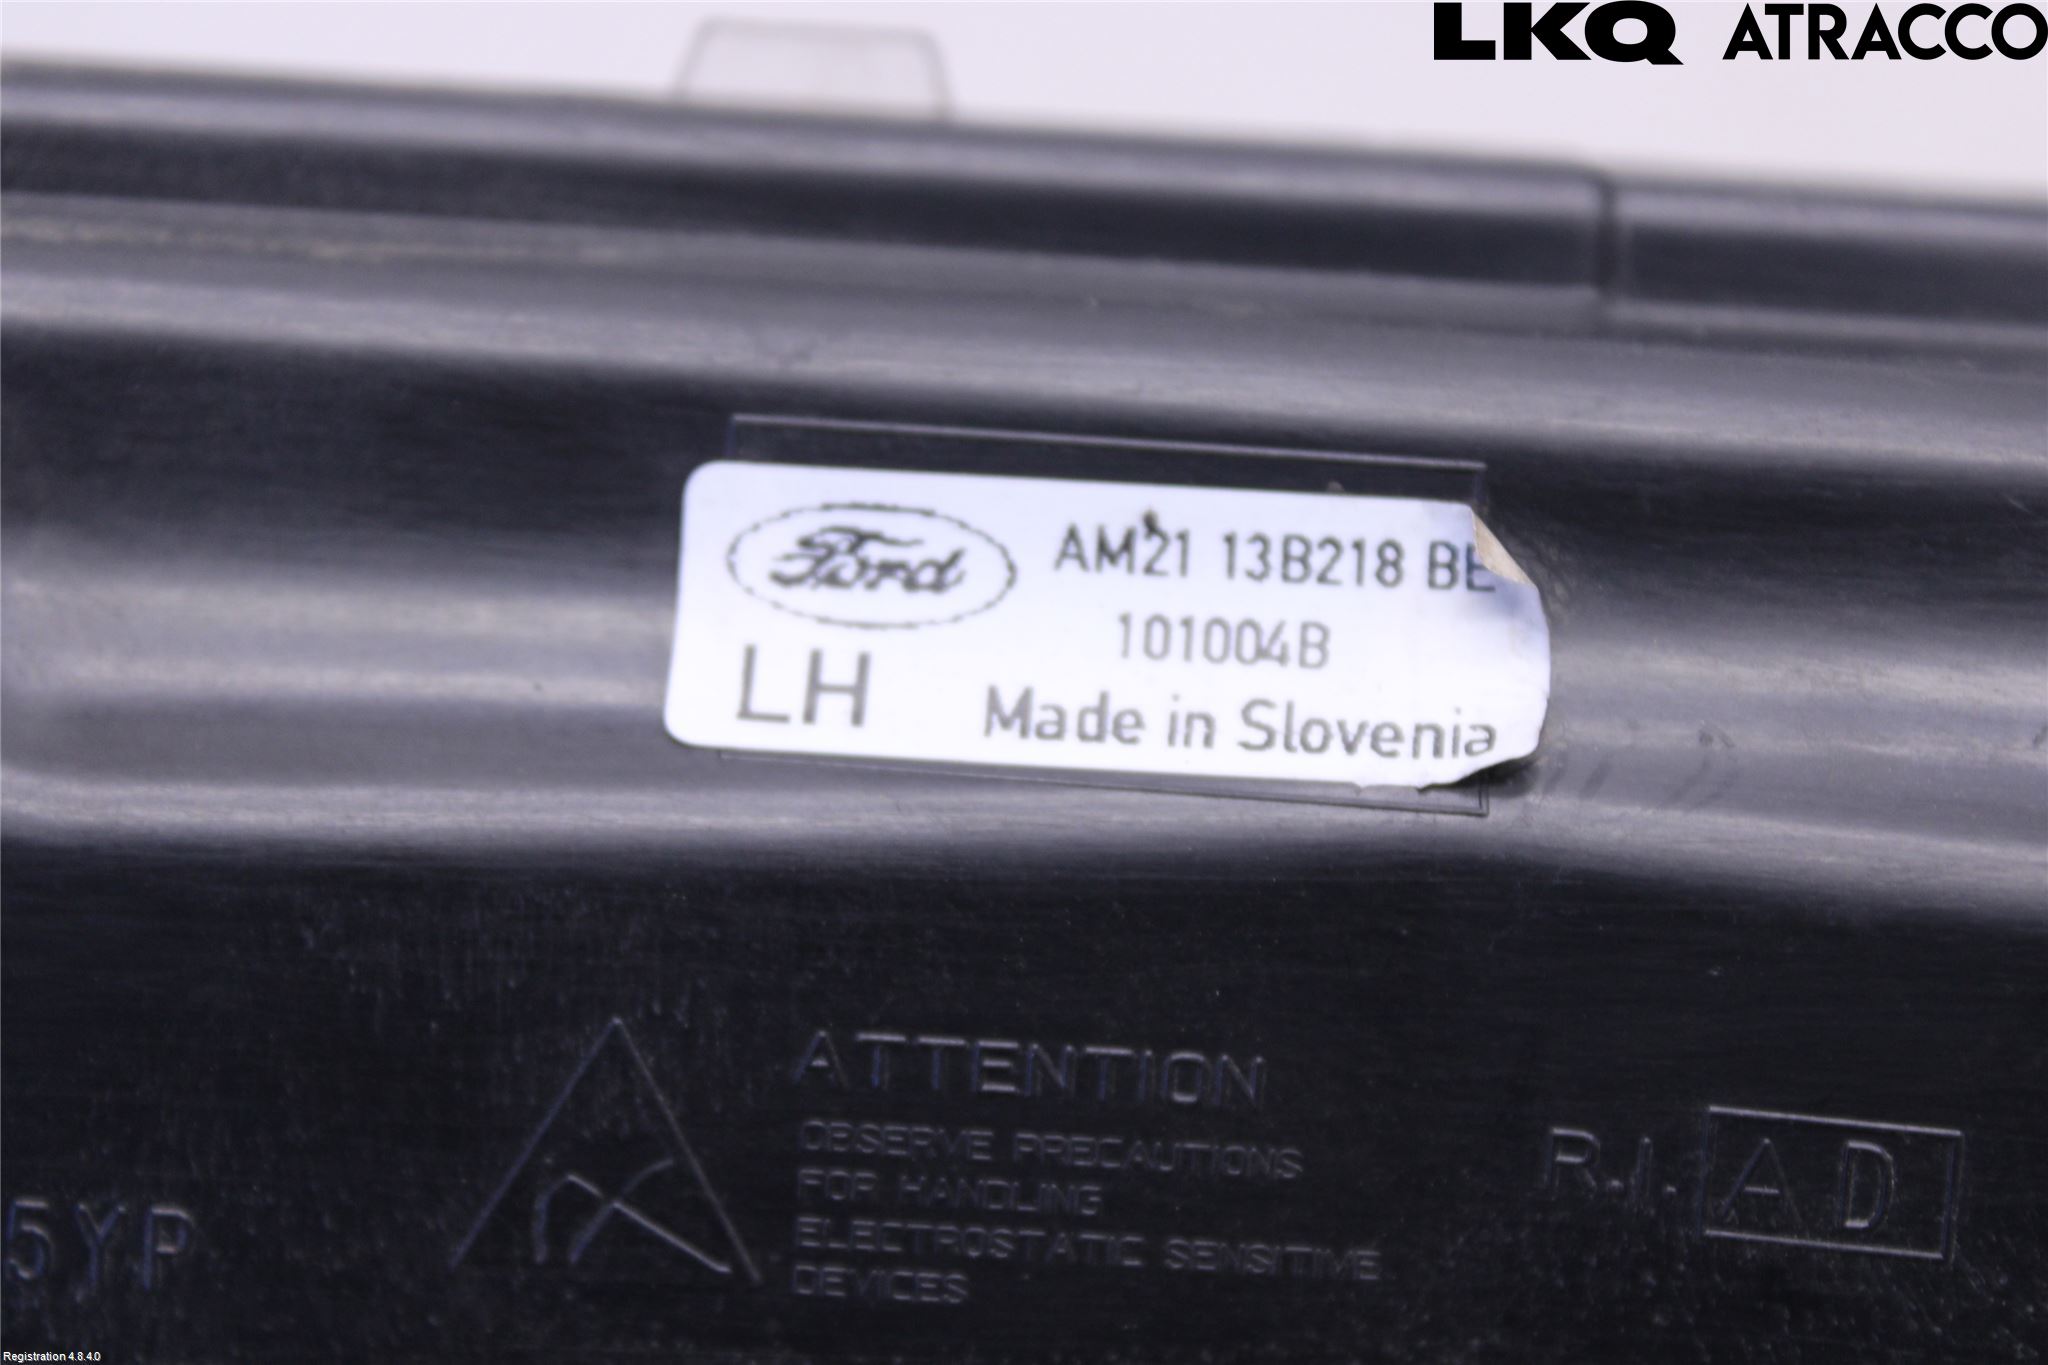 LKQ ATRACCO
Ford
AM21 13B218 BE
101004B
LH
Made in Slovenia
ATTENTION
OBSERVE PRECAUTIONS
FOR HANDLING
ELECTROSTATIC SENSITIVE
DEVICES
R.I. AD
5YP
Registration 4.8.4.0